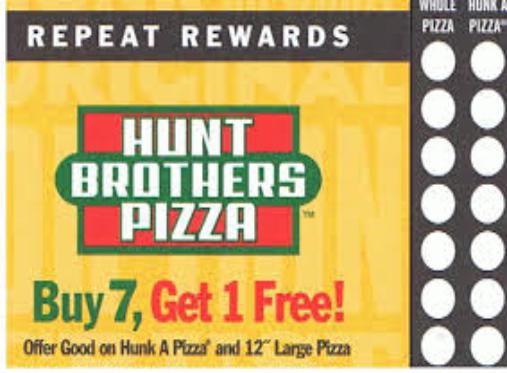 REPEAT REWARDS
WHOLE PIZZA
HUNK A PIZZA
HUNT
BROTHERS
PIZZA
TM
Buy 7, Get 1 Free!
Offer Good on Hunk A Pizza® and 12″ Large Pizza